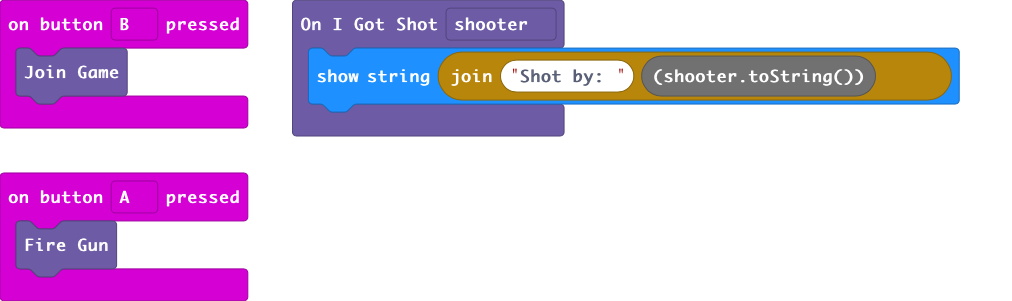 on button B pressed
Join Game
On I Got Shot shooter
show string join "Shot by: " (shooter.toString())
on button A pressed
Fire Gun